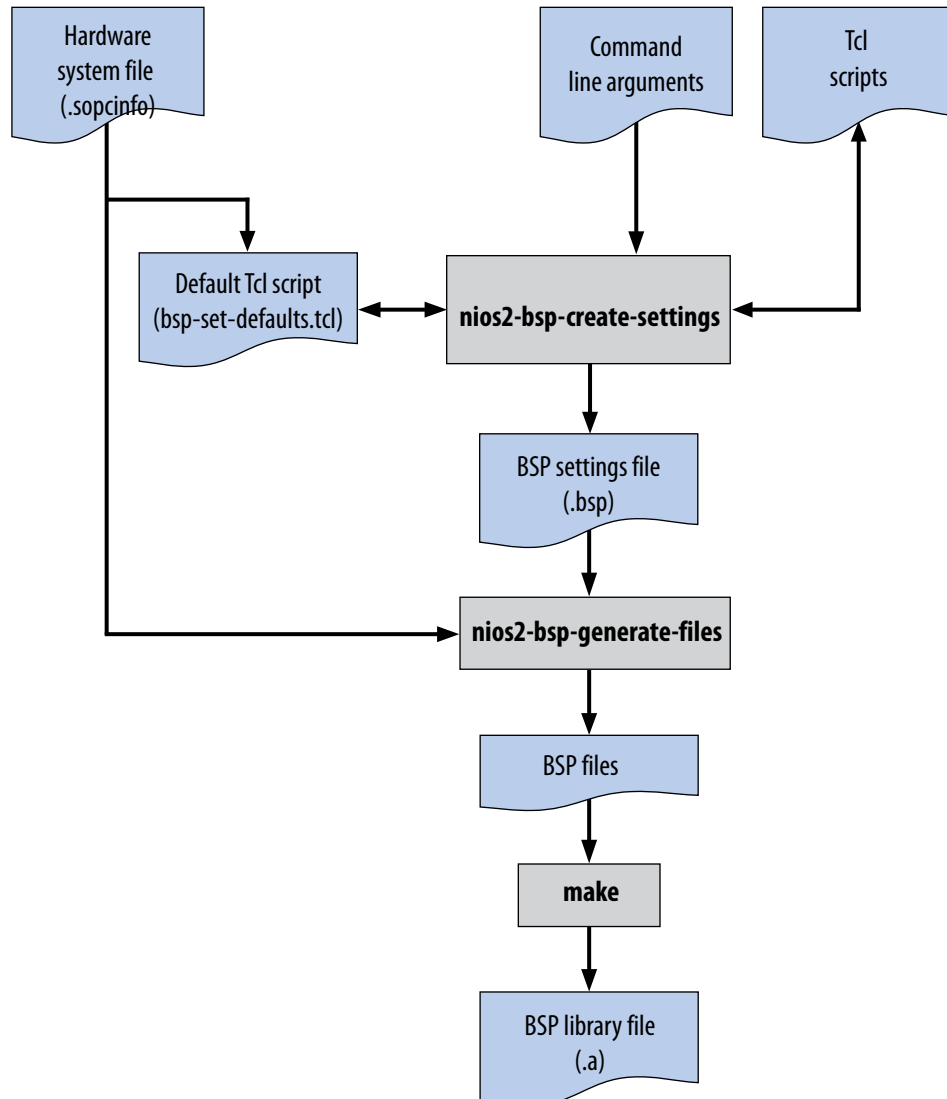 Hardware
system file
(.sopcinfo)
Command
line arguments
Tcl
scripts
Default Tcl script
(bsp-set-defaults.tcl)
nios2-bsp-create-settings
BSP settings file
(.bsp)
nios2-bsp-generate-files
BSP files
make
BSP library file
(.a)